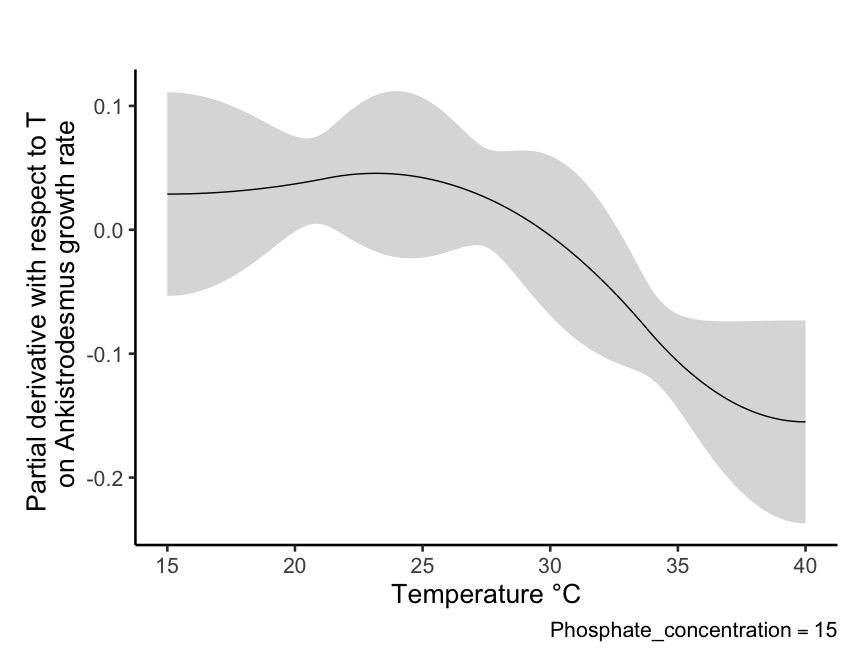 Partial derivative with respect to T
on Ankistrodesmus growth rate
0.1
0.0
-0.1
-0.2
15 20 25 30 35 40
Temperature °C
Phosphate_concentration = 15